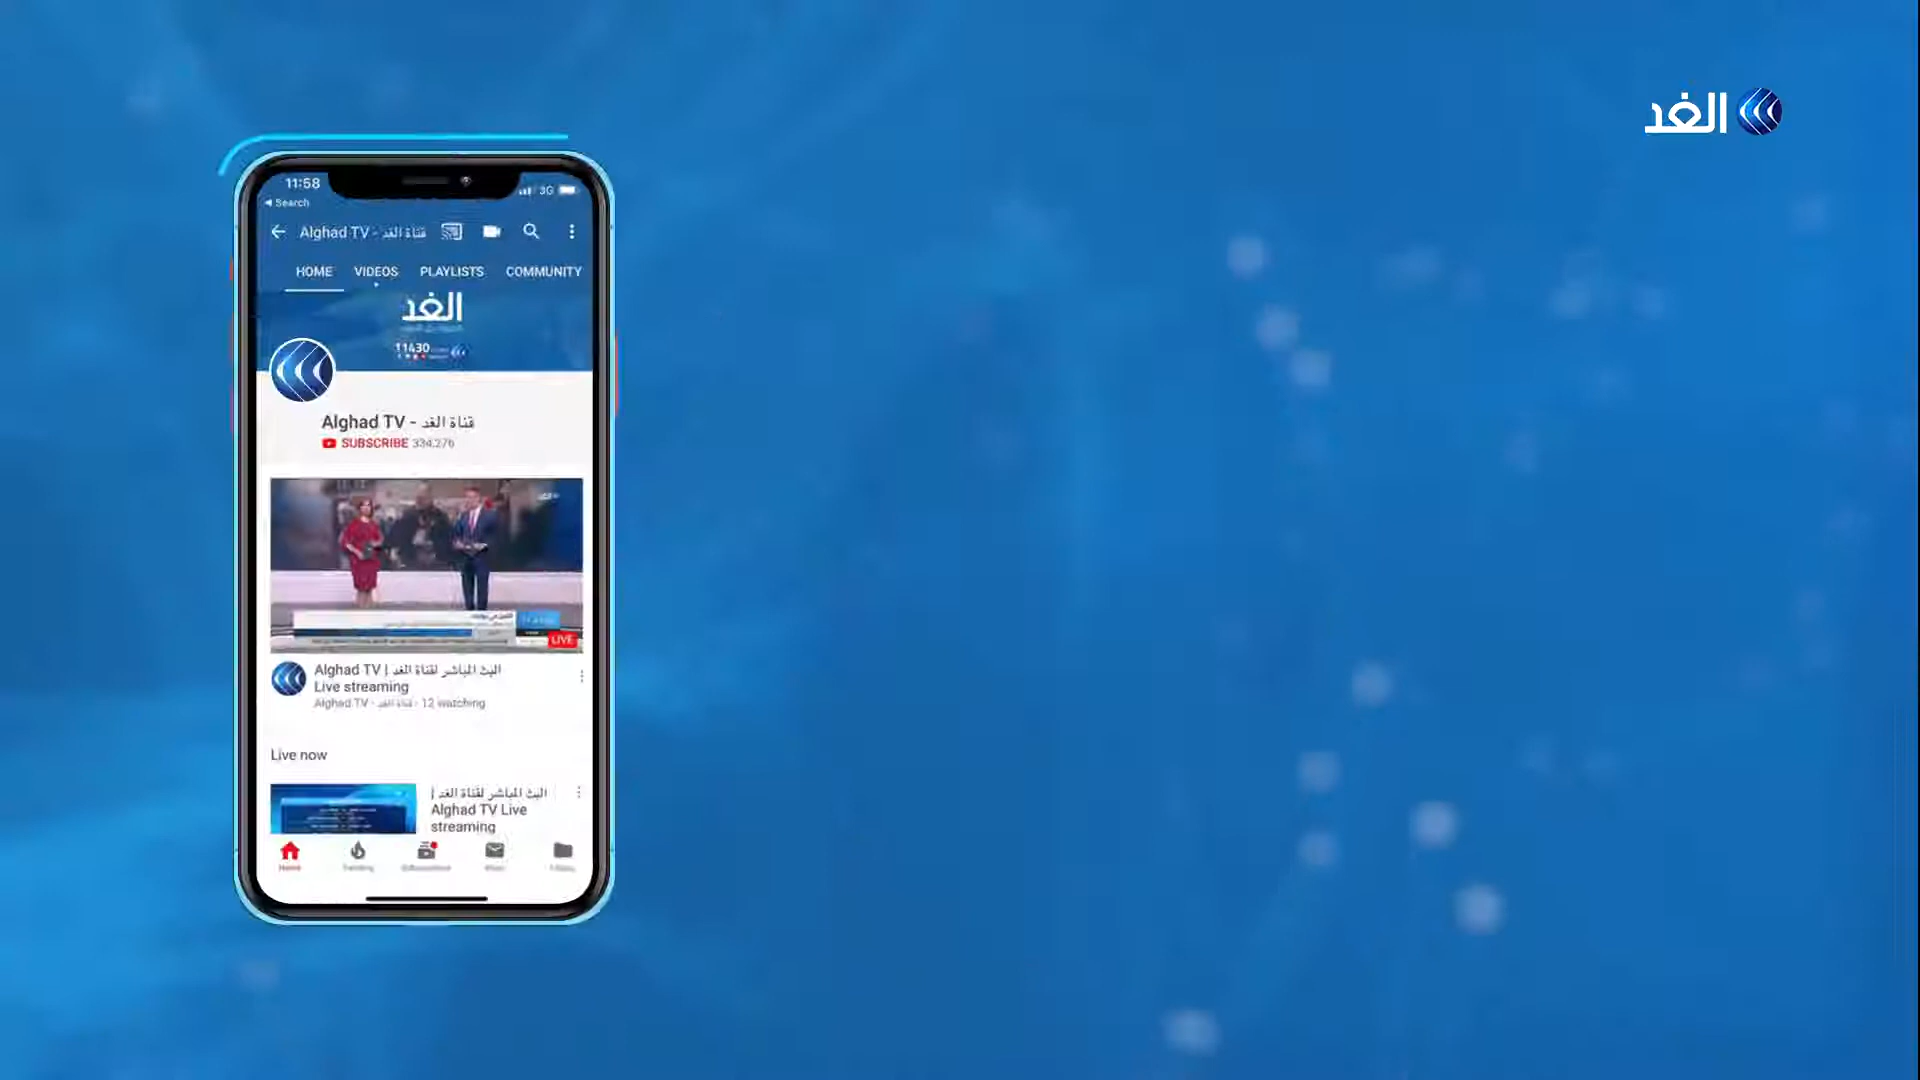 الغد
11:58
3G
Search
Alghad TV - قناة الغد
HOME VIDEOS PLAYLISTS COMMUNITY
الغد
11430
Alghad TV - قناة الغد
SUBSCRIBE 334,276
LIVE
Alghad TV | البث المباشر لقناة الغد
Live streaming
Alghad TV - قناة الغد · 12 watching
Live now
البث المباشر لقناة الغد |
Alghad TV Live
streaming
Home